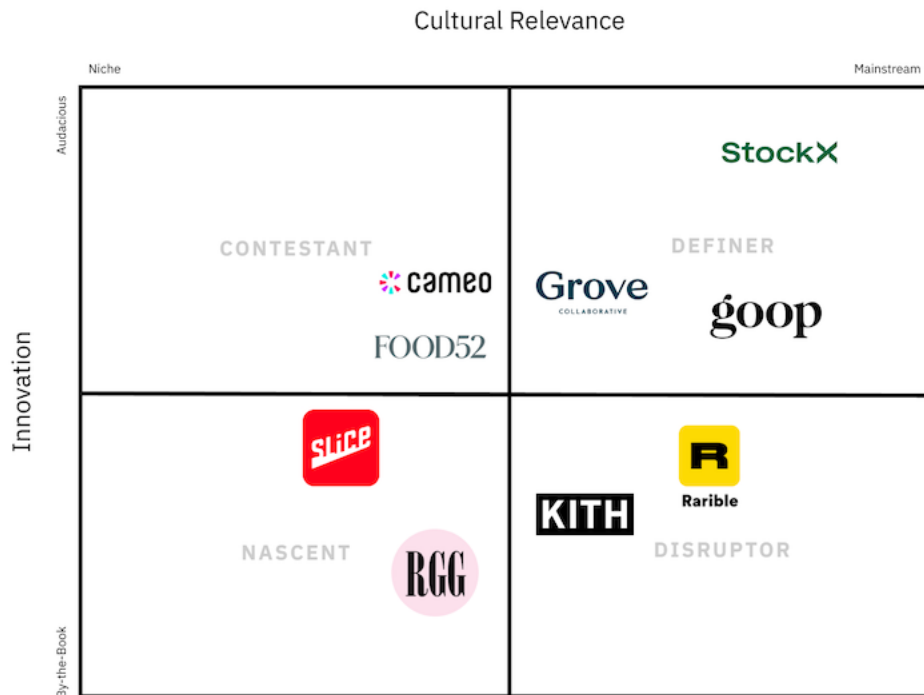 Cultural Relevance
Niche
Mainstream
Audacious
StockX
CONTESTANT
DEFINER
cameo
Grove
COLLABORATIVE
goop
FOOD52
Innovation
SLiCe
R
Rarible
KITH
NASCENT
DISRUPTOR
RGG
By-the-Book